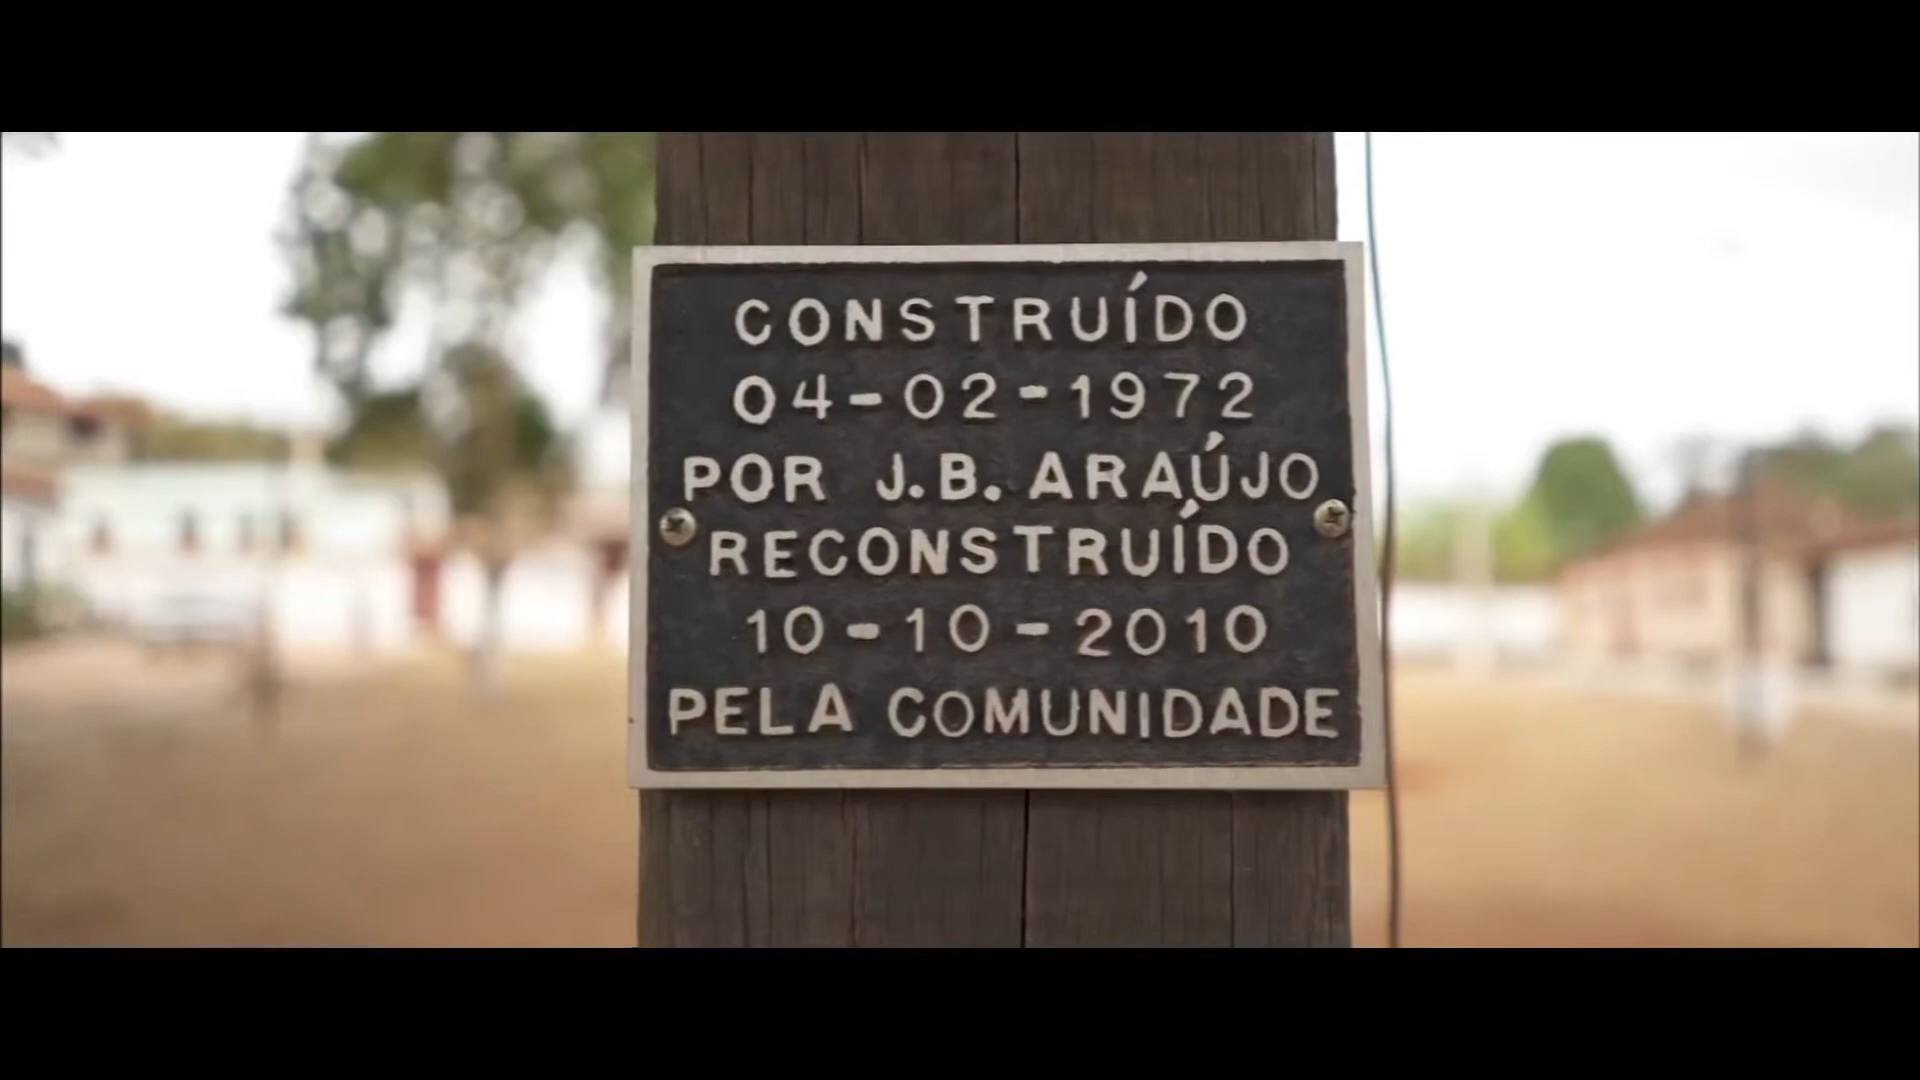 CONSTRUÍDO
04-02-1972
POR J.B. ARAÚJO
RECONSTRUÍDO
10-10-2010
PELA COMUNIDADE